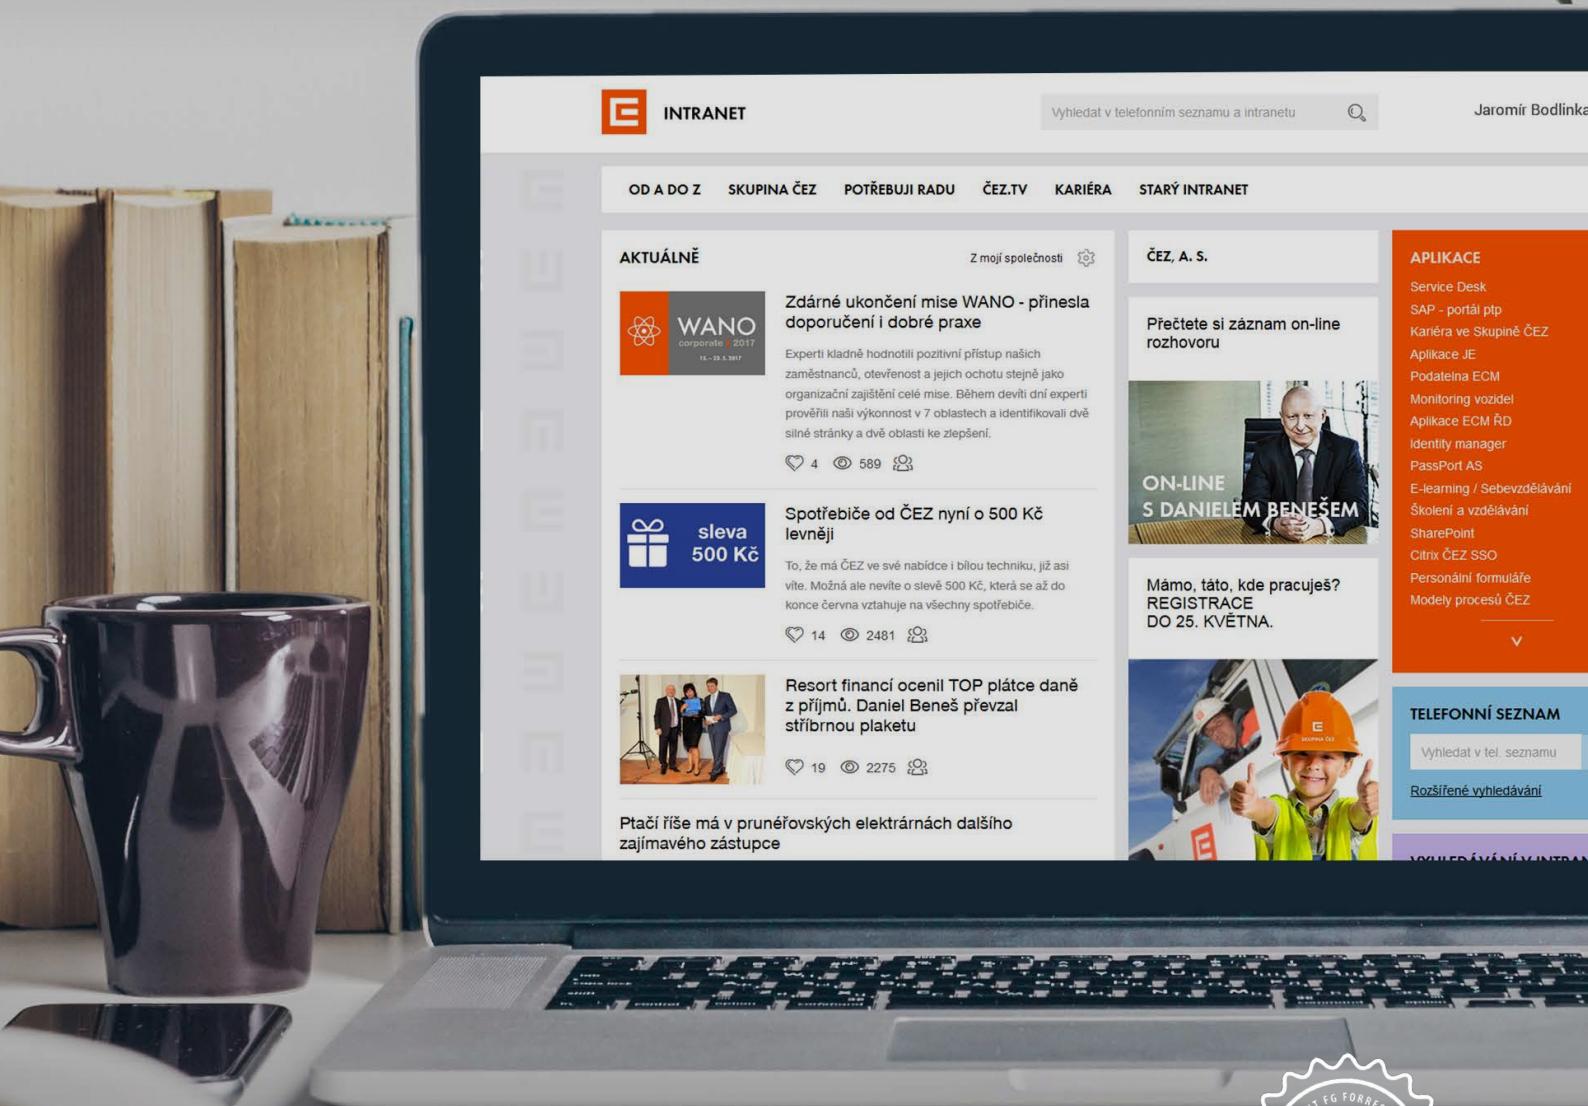 INTRANET
Vyhledat v telefonním seznamu a intranetu
Jaromír Bodlinka
OD A DO Z SKUPINA ČEZ POTŘEBUJI RADU ČEZ.TV KARIÉRA STARÝ INTRANET
AKTUÁLNĚ
Z mojí společnosti
WANO
corporate 2017
15. – 23. 5. 2017
Zdárné ukončení mise WANO - přinesla
doporučení i dobré praxe
Experti kladně hodnotili pozitivní přístup našich
zaměstnanců, otevřenost a jejich ochotu stejně jako
organizační zajištění celé mise. Během devíti dní experti
prověřili naši výkonnost v 7 oblastech a identifikovali dvě
silné stránky a dvě oblasti ke zlepšení.
4 589
sleva
500 Kč
Spotřebiče od ČEZ nyní o 500 Kč
levněji
To, že má ČEZ ve své nabídce i bílou techniku, již asi
víte. Možná ale nevíte o slevě 500 Kč, která se až do
konce června vztahuje na všechny spotřebiče.
14 2481
Resort financí ocenil TOP plátce daně
z příjmů. Daniel Beneš převzal
stříbrnou plaketu
19 2275
Ptačí říše má v prunéřovských elektrárnách dalšího
zajímavého zástupce
ČEZ, A. S.
Přečtete si záznam on-line
rozhovoru
ON-LINE
S DANIELEM BENEŠEM
Mámo, táto, kde pracuješ?
REGISTRACE
DO 25. KVĚTNA.
SKUPINA ČEZ
APLIKACE
Service Desk
SAP - portál ptp
Kariéra ve Skupině ČEZ
Aplikace JE
Podatelna ECM
Monitoring vozidel
Aplikace ECM ŘD
Identity manager
PassPort AS
E-learning / Sebevzdělávání
Školení a vzdělávání
SharePoint
Citrix ČEZ SSO
Personální formuláře
Modely procesů ČEZ
TELEFONNÍ SEZNAM
Vyhledat v tel. seznamu
Rozšířené vyhledávání